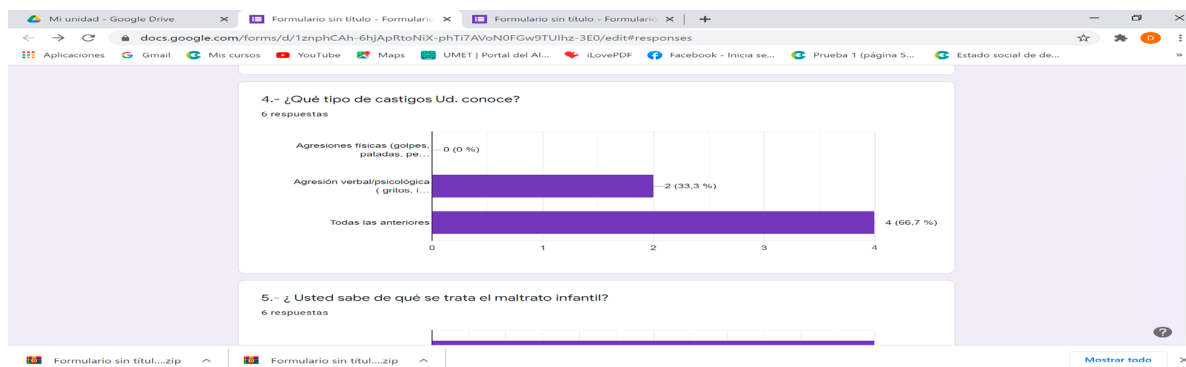 Mi unidad - Google Drive
Formulario sin título - Formulario
Formulario sin título - Formulario
docs.google.com/forms/d/1znphCAh-6hjApRtoNiX-phTi7AVoN0FGw9TUIhz-3E0/edit#responses
Aplicaciones Gmail Mis cursos YouTube Maps UMET | Portal del Al... iLovePDF Facebook - Inicia se... Prueba 1 (página 5... Estado social de de...
4.- ¿Qué tipo de castigos Ud. conoce?
6 respuestas
Agresiones físicas (golpes,
patadas, pe...
0 (0 %)
Agresión verbal/psicológica
( gritos, i...
2 (33,3 %)
Todas las anteriores
4 (66,7 %)
0 1 2 3 4
5.- ¿ Usted sabe de qué se trata el maltrato infantil?
6 respuestas
Formulario sin títul....zip
Formulario sin títul....zip
Mostrar todo